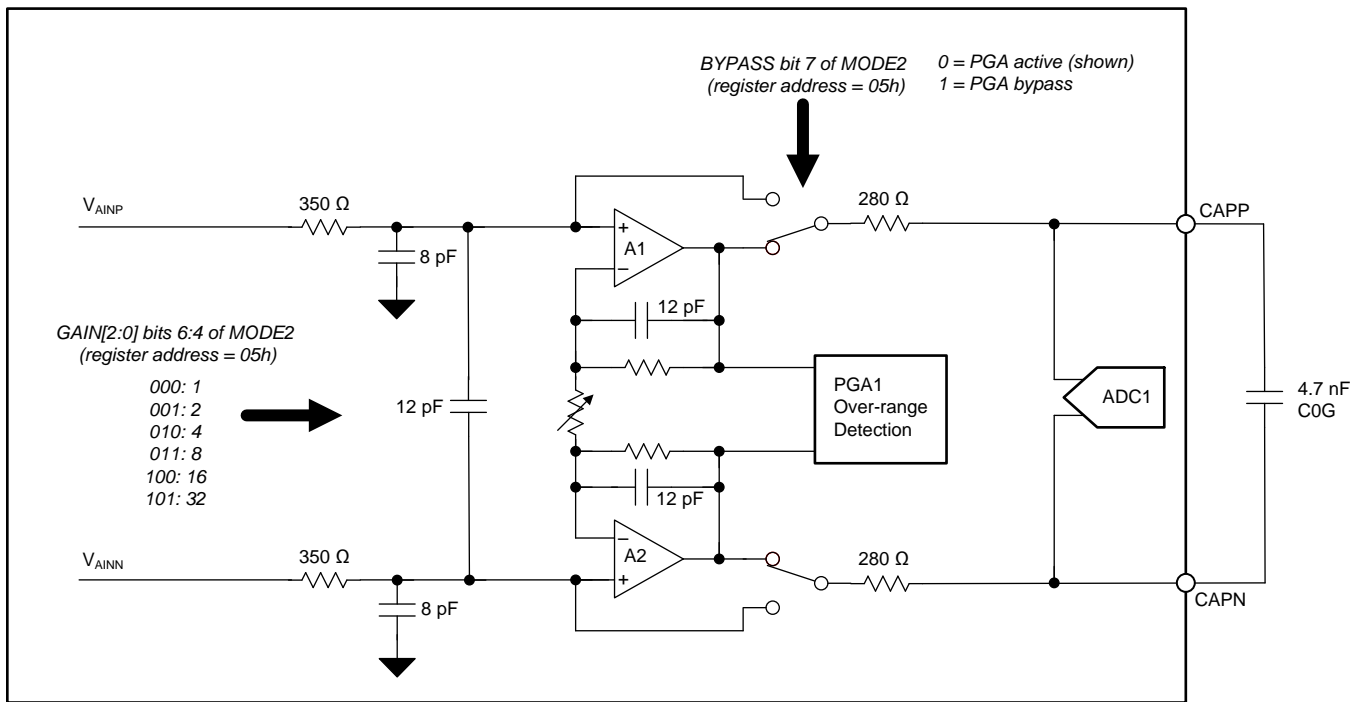 BYPASS bit 7 of MODE2
(register address = 05h)
0 = PGA active (shown)
1 = PGA bypass
V_AINP
350 Ω
280 Ω
CAPP
+
A1
–
8 pF
12 pF
GAIN[2:0] bits 6:4 of MODE2
(register address = 05h)
000: 1
001: 2
010: 4
011: 8
100: 16
101: 32
12 pF
PGA1
Over-range
Detection
ADC1
4.7 nF
C0G
12 pF
V_AINN
350 Ω
–
A2
+
280 Ω
CAPN
8 pF